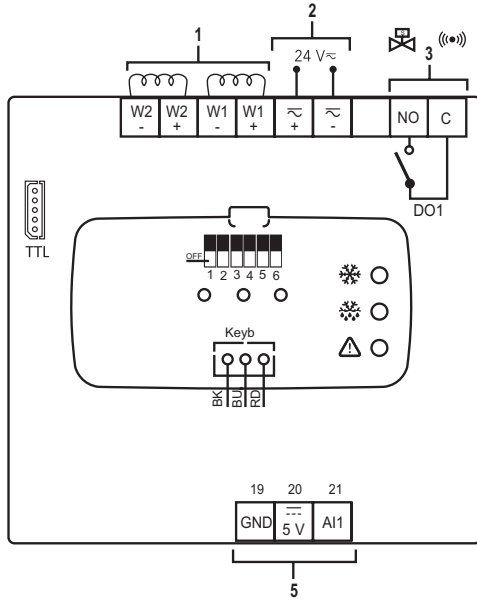 1
2
3
24 V
W2 -
W2 +
W1 -
W1 +
+
-
NO
C
DO1
TTL
OFF
1 2 3 4 5 6
Keyb
BK
BU
RD
19 20 21
GND
5 V
AI1
5